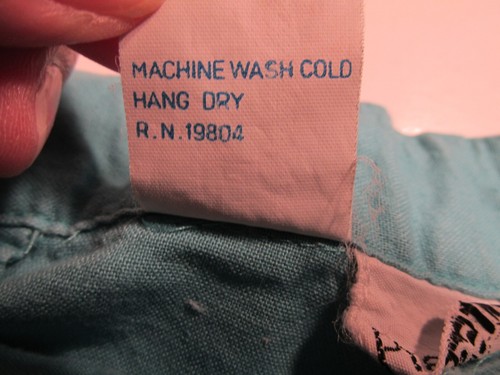 MACHINE WASH COLD
HANG DRY
R.N.19804